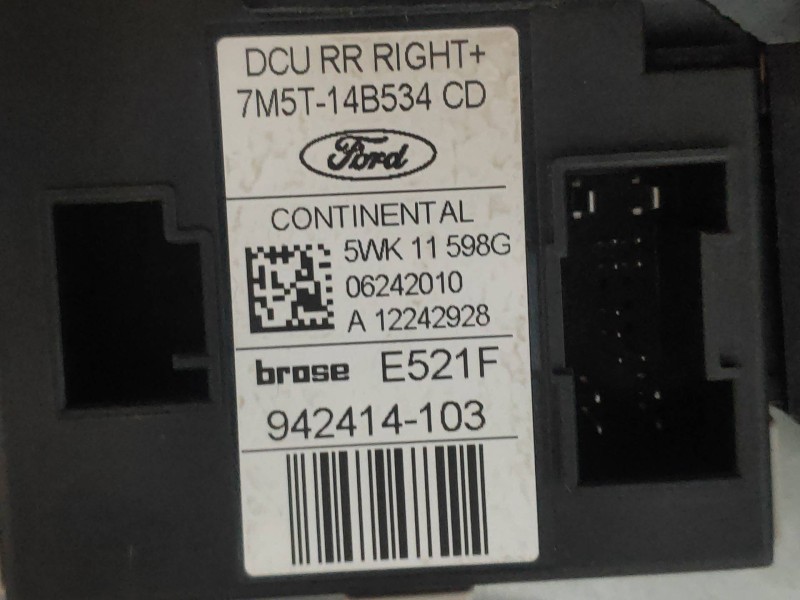 DCU RR RIGHT+
7M5T-14B534 CD
Ford
CONTINENTAL
5WK 11 598G
06242010
A 12242928
brose E521F
942414-103